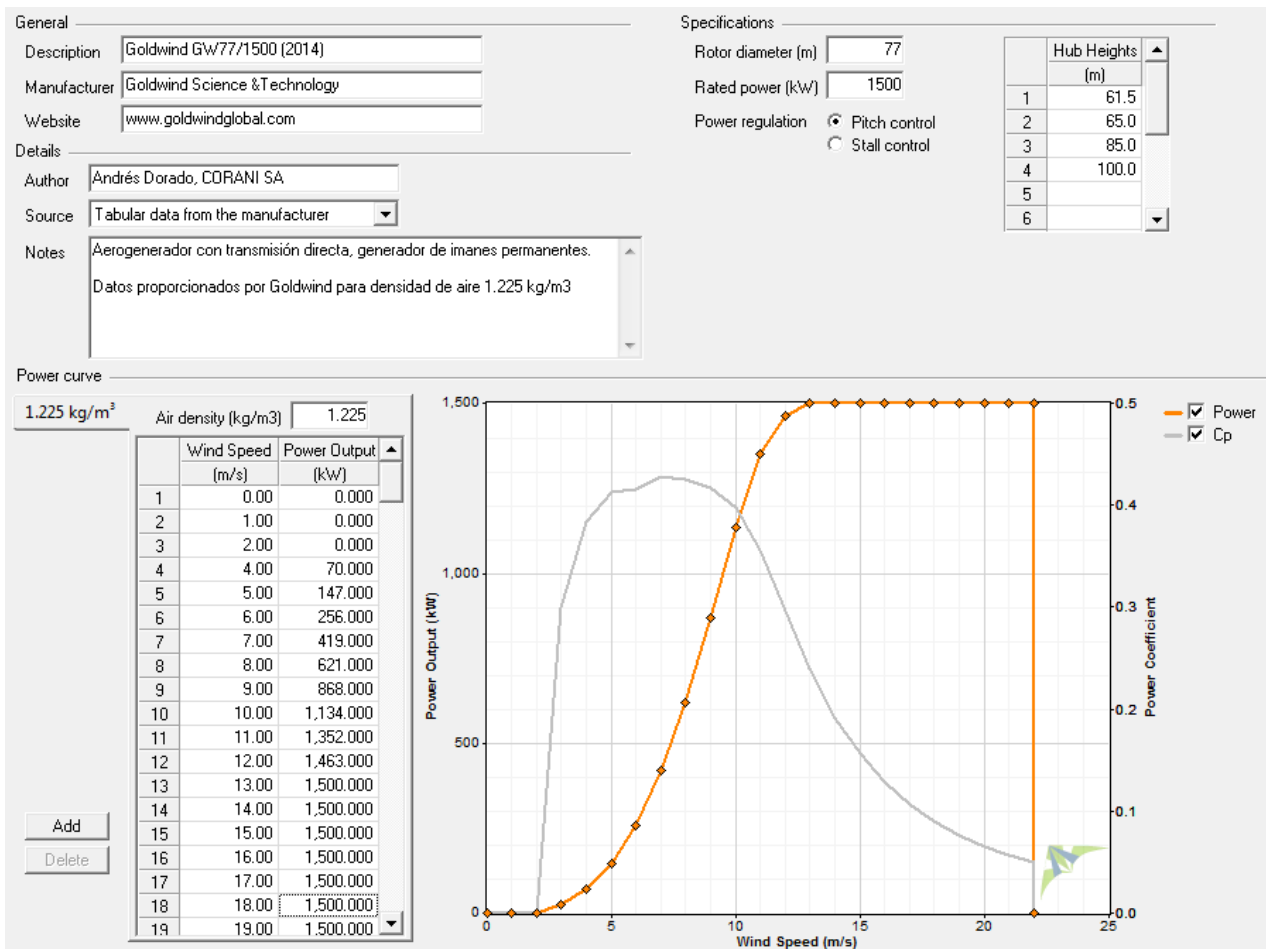 General
Description Goldwind GW77/1500 (2014)
Manufacturer Goldwind Science &Technology
Website www.goldwindglobal.com
Details
Author Andrés Dorado, CORANI SA
Source Tabular data from the manufacturer
Notes Aerogenerador con transmisión directa, generador de imanes permanentes.
Datos proporcionados por Goldwind para densidad de aire 1.225 kg/m3
Specifications
Rotor diameter (m) 77
Rated power (kW) 1500
Power regulation Pitch control
Stall control
Hub Heights
(m)
1 61.5
2 65.0
3 85.0
4 100.0
5
6
Power curve
1.225 kg/m³
Air density (kg/m3) 1.225
Wind Speed Power Output
(m/s) (kW)
1 0.00 0.000
2 1.00 0.000
3 2.00 0.000
4 4.00 70.000
5 5.00 147.000
6 6.00 256.000
7 7.00 419.000
8 8.00 621.000
9 9.00 868.000
10 10.00 1,134.000
11 11.00 1,352.000
12 12.00 1,463.000
13 13.00 1,500.000
14 14.00 1,500.000
15 15.00 1,500.000
16 16.00 1,500.000
17 17.00 1,500.000
18 18.00 1,500.000
19 19.00 1,500.000
Add
Delete
Power Output (kW)
1,500
1,000
500
0
0 5 10 15 20 25
Wind Speed (m/s)
0.5
0.4
0.3
0.2
0.1
0.0
Power Coefficient
Power
Cp